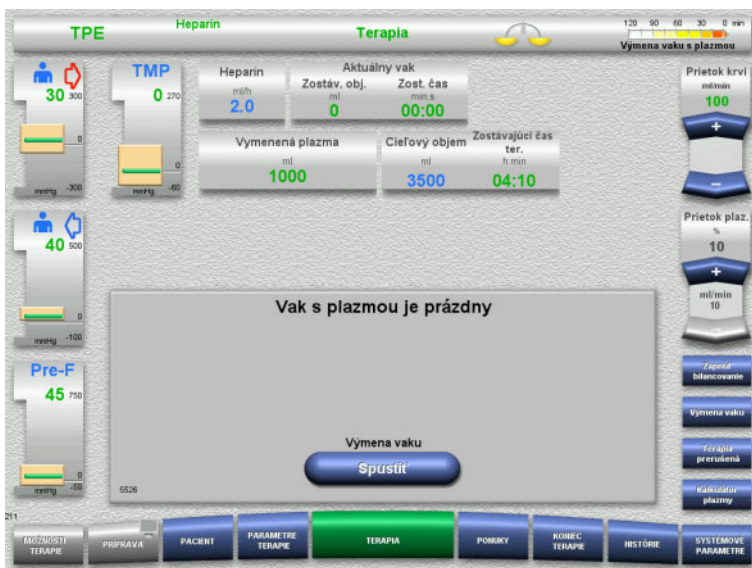 TPE
Heparin
Terapia
120 90 60 30 0 min
Výmena vaku s plazmou
30 300
0
mmHg -300
TMP
0 270
0
mmHg -60
Heparin
ml/h
2.0
Aktuálny vak
Zostáv. obj. Zost. čas
ml min:s
0 00:00
Vymenená plazma
ml
1000
Cieľový objem Zostávajúci čas
ter.
ml h:min
3500 04:10
Prietok krvi
ml/min
100
+
–
40 500
0
mmHg -100
Prietok plaz.
%
10
+
ml/min
10
–
Pre-F
45 750
0
mmHg -50
Vak s plazmou je prázdny
Výmena vaku
Spustiť
5526
Zapnúť
bilancovanie
Výmena vaku
Terapia
prerušená
Kalkulátor
plazmy
211
MOŽNOSTI
TERAPIE
PRÍPRAVA
PACIENT
PARAMETRE
TERAPIE
TERAPIA
PONUKY
KONIEC
TERAPIE
HISTÓRIE
SYSTÉMOVÉ
PARAMETRE